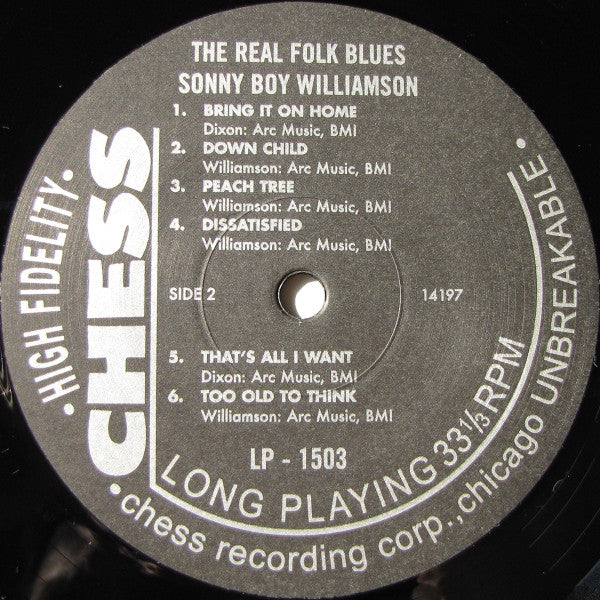 THE REAL FOLK BLUES
SONNY BOY WILLIAMSON
1. BRING IT ON HOME
Dixon: Arc Music, BMI
2. DOWN CHILD
Williamson: Arc Music, BMI
3. PEACH TREE
Williamson: Arc Music, BMI
4. DISSATISFIED
Williamson: Arc Music, BMI
SIDE 2 14197
5. THAT'S ALL I WANT
Dixon: Arc Music, BMI
6. TOO OLD TO THINK
Williamson: Arc Music, BMI
LP - 1503
CHESS
• HIGH FIDELITY •
LONG PLAYING 33 1/3 RPM
• chess recording corp., chicago UNBREAKABLE •